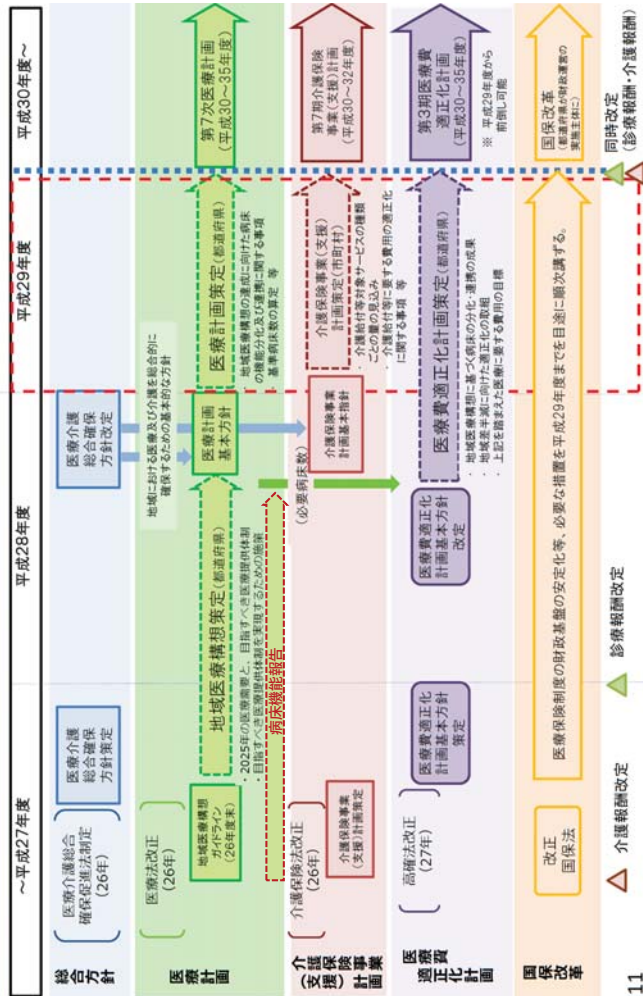 ～平成27年度
平成28年度
平成29年度
平成30年度～
総合方針
医療介護総合
確保促進法制定
(26年)
医療介護
総合確保
方針策定
医療介護
総合確保
方針改定
地域における医療及び介護を総合的に
確保するための基本的な方針
医療計画
医療法改正
(26年)
地域医療構想
ガイドライン
(26年度末)
地域医療構想策定(都道府県)
・2025年の医療需要と、目指すべき医療提供体制
・目指すべき医療提供体制を実現するための施策
医療計画
基本方針
医療計画策定(都道府県)
・地域医療構想の達成に向けた病床
の機能分化及び連携に関する事項
・基準病床数の算定　等
第7次医療計画
(平成30～35年度)
病床機能報告
(必要病床数)
介護保険事業
(支援)計画
介護保険法改正
(26年)
介護保険事業
(支援)計画策定
介護保険事業
計画基本指針
介護保険事業(支援)
計画策定(市町村)
・介護給付等対象サービスの種類
ごとの量の見込み
・介護給付等に要する費用の適正化
に関する事項　等
第7期介護保険
事業(支援)計画
(平成30～32年度)
医療費
適正化計画
高確法改正
(27年)
医療費適正化
計画基本方針
策定
医療費適正化
計画基本方針
改定
医療費適正化計画策定(都道府県)
・地域医療構想に基づく病床の分化・連携の成果
・地域差半減に向けた適正化の取組
・上記を踏まえた医療に要する費用の目標
第3期医療費
適正化計画
(平成30～35年度)
※ 平成29年度から
前倒し可能
国保改革
改正
国保法
医療保険制度の財政基盤の安定化等、必要な措置を平成29年度までを目途に順次講ずる。
国保改革
(都道府県が財政運営の
実施主体に)
介護報酬改定
診療報酬改定
同時改定
(診療報酬・介護報酬)
11